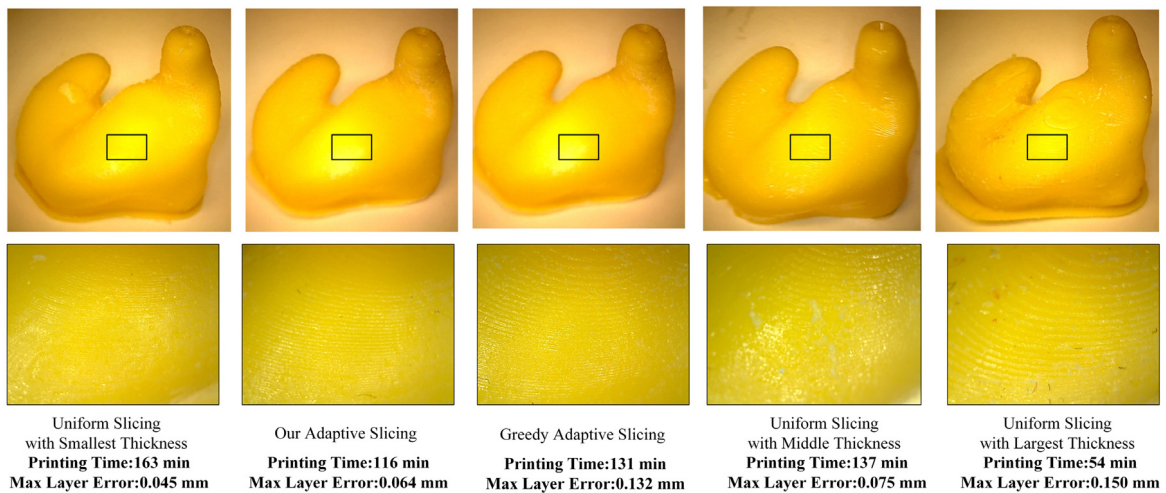 Uniform Slicing
with Smallest Thickness
Printing Time:163 min
Max Layer Error:0.045 mm
Our Adaptive Slicing
Printing Time:116 min
Max Layer Error:0.064 mm
Greedy Adaptive Slicing
Printing Time:131 min
Max Layer Error:0.132 mm
Uniform Slicing
with Middle Thickness
Printing Time:137 min
Max Layer Error:0.075 mm
Uniform Slicing
with Largest Thickness
Printing Time:54 min
Max Layer Error:0.150 mm